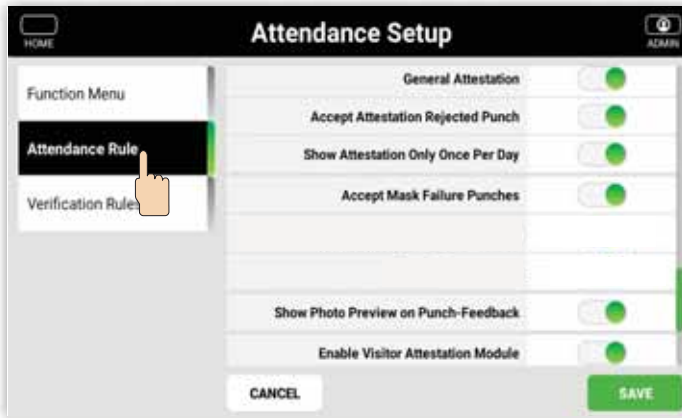 HOME
Attendance Setup
ADMIN
Function Menu
Attendance Rule
Verification Rules
General Attestation
Accept Attestation Rejected Punch
Show Attestation Only Once Per Day
Accept Mask Failure Punches
Show Photo Preview on Punch-Feedback
Enable Visitor Attestation Module
CANCEL
SAVE